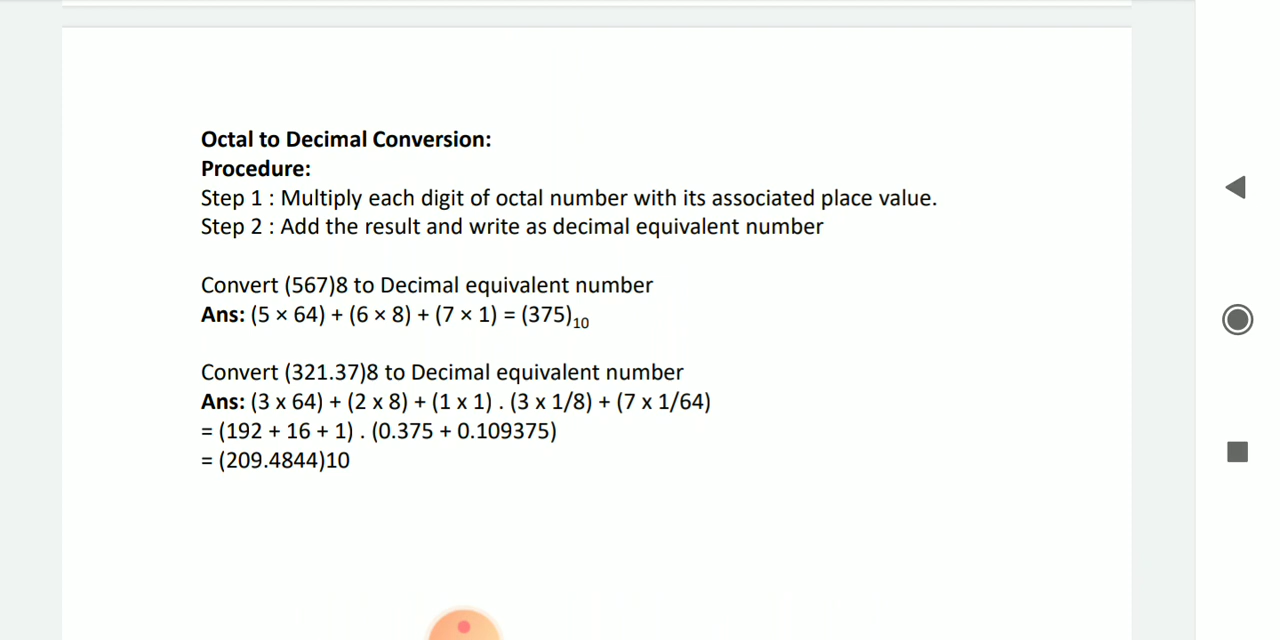 Octal to Decimal Conversion:
Procedure:
Step 1 : Multiply each digit of octal number with its associated place value.
Step 2 : Add the result and write as decimal equivalent number
Convert (567)8 to Decimal equivalent number
Ans: (5 × 64) + (6 × 8) + (7 × 1) = (375)₁₀
Convert (321.37)8 to Decimal equivalent number
Ans: (3 x 64) + (2 x 8) + (1 x 1) . (3 x 1/8) + (7 x 1/64)
= (192 + 16 + 1) . (0.375 + 0.109375)
= (209.4844)10